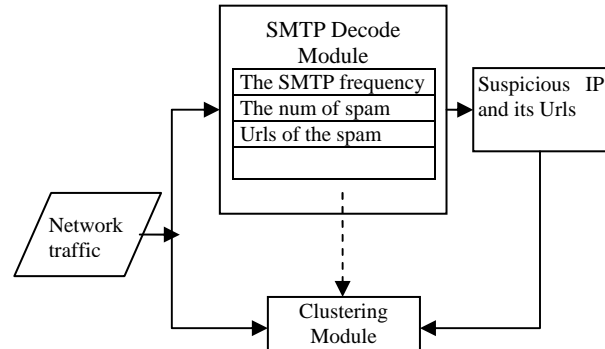 SMTP Decode
Module
The SMTP frequency
The num of spam
Urls of the spam
Suspicious IP
and its Urls
Network
traffic
Clustering
Module